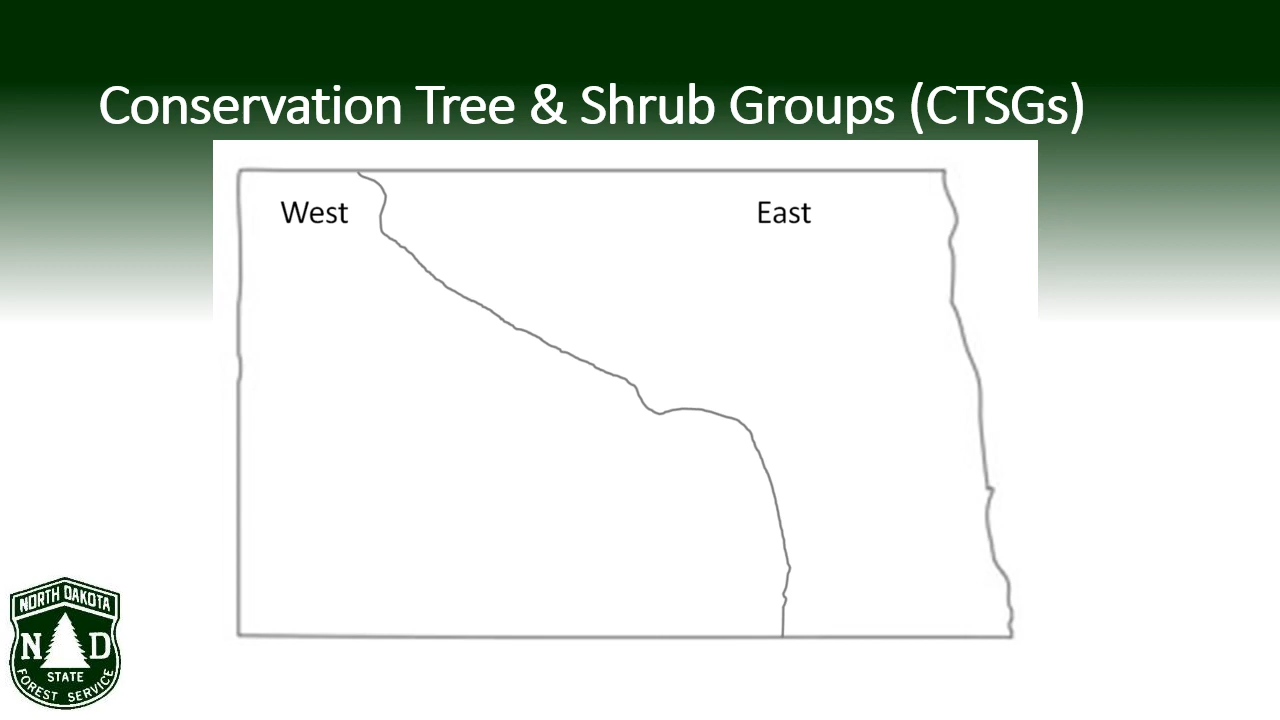 Conservation Tree & Shrub Groups (CTSGs)
West
East
NORTH DAKOTA
N D
STATE
FOREST SERVICE